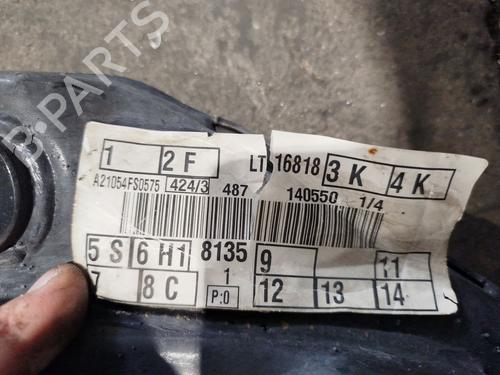 B-Parts
1 2 F LT 16818 3 K 4 K
A21054FS0575 424/3 487 140550 1/4
5 S 6 H1 8135 9 11
7 8 C 1 P:0 12 13 14